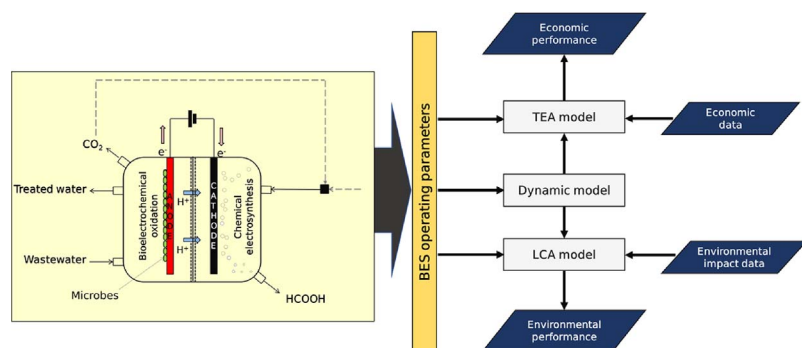 CO2
Treated water
Wastewater
Microbes
Bioelectrochemical
oxidation
e-
ANODE
H+
H+
e-
CATHODE
Chemical
electrosynthesis
HCOOH
BES operating parameters
Economic
performance
TEA model
Economic
data
Dynamic model
LCA model
Environmental
impact data
Environmental performance